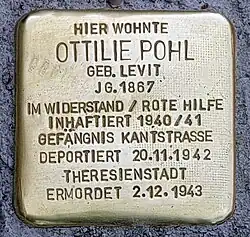 HIER WOHNTE
OTTILIE POHL
GEB. LEVIT
JG. 1867
IM WIDERSTAND / ROTE HILFE
INHAFTIERT 1940/41
GEFÄNGNIS KANTSTRASSE
DEPORTIERT 20.11.1942
THERESIENSTADT
ERMORDET 2.12.1943